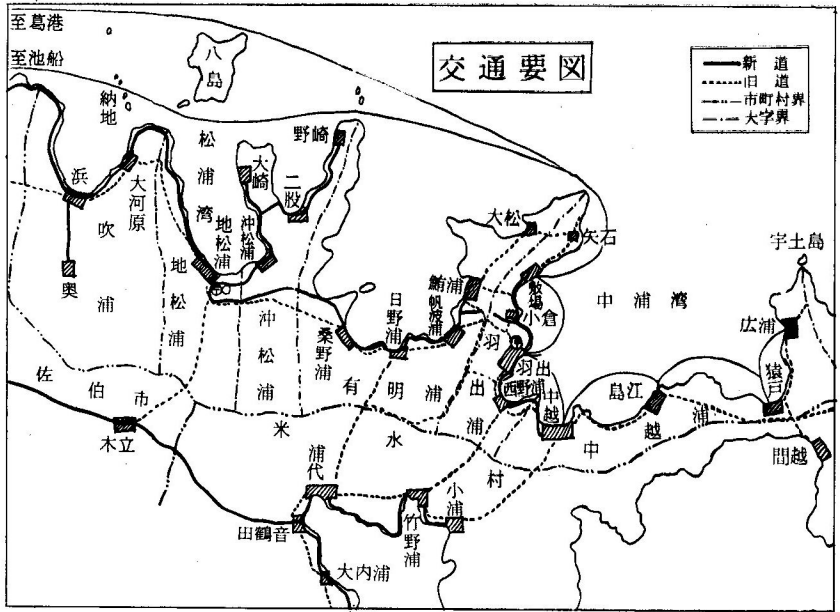 交通要図
至葛港
至池船
八島
新道
旧道
市町村界
大字界
納地
松浦湾
野崎
大崎
二股
浜
大河原
沖松浦
地松浦
大松
矢石
宇土島
吹浦
奥
地松浦
沖松浦
桑野浦
日野浦
鮪浦
帆波浦
小倉
中浦湾
広浦
猿戸
羽出浦
羽出
西野浦
中越
島江
有明浦
中越浦
佐伯市
木立
米水村
浦代
竹野浦
小浦
間越
田鶴音
大内浦